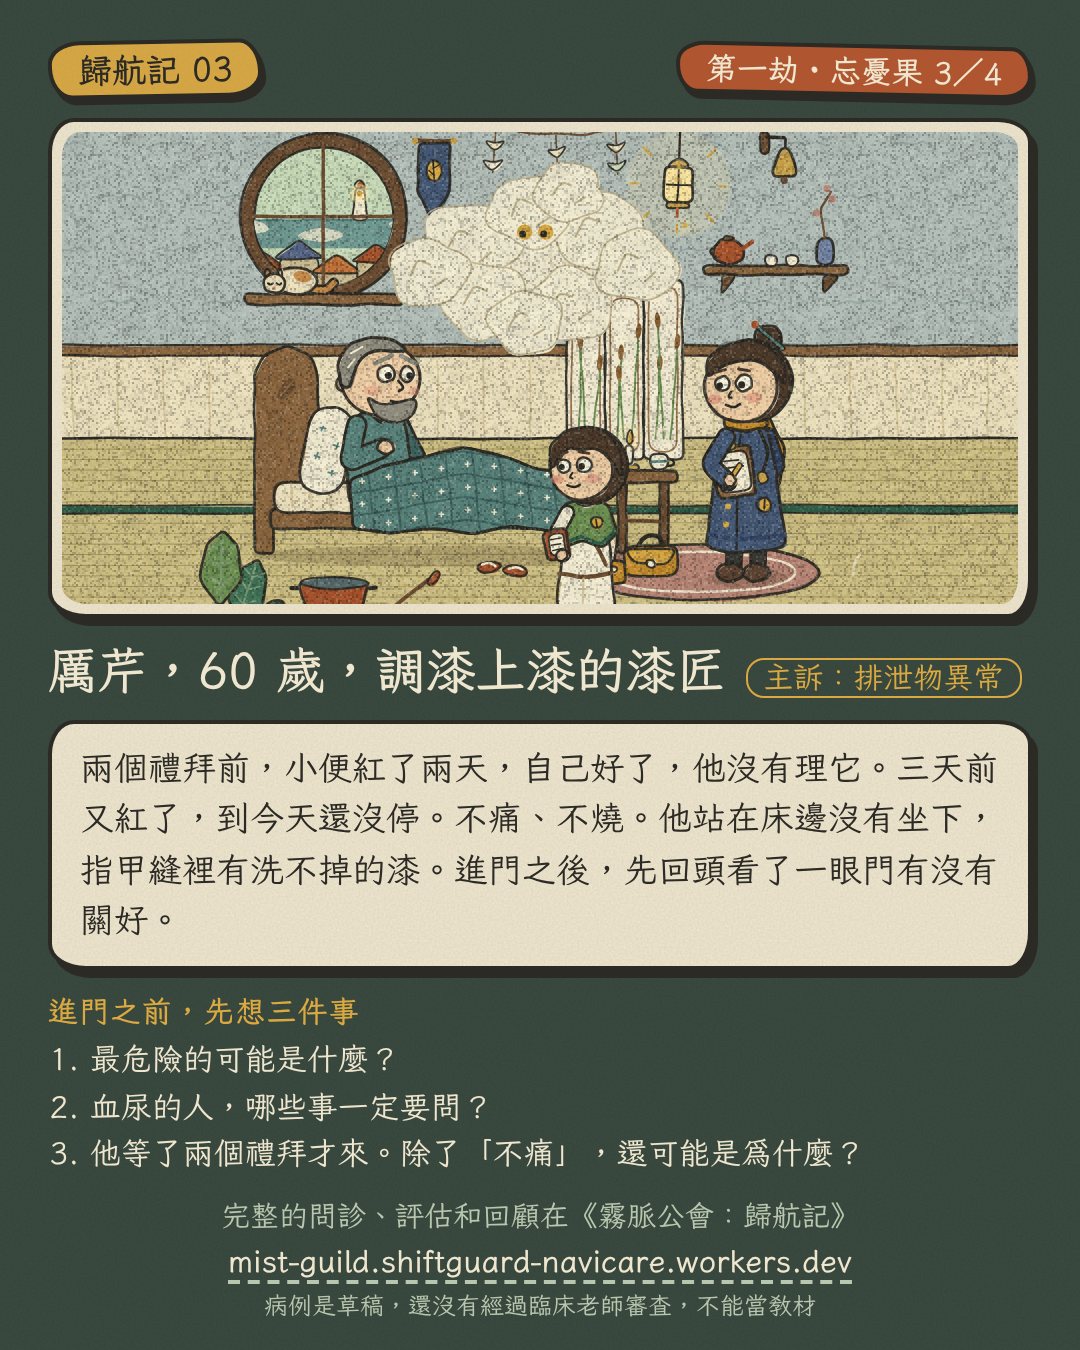 歸航記 03
第一劫・忘憂果 3／4
厲芹，60 歲，調漆上漆的漆匠
主訴：排泄物異常
兩個禮拜前，小便紅了兩天，自己好了，他沒有理它。三天前
又紅了，到今天還沒停。不痛、不燒。他站在床邊沒有坐下，
指甲縫裡有洗不掉的漆。進門之後，先回頭看了一眼門有沒有
關好。
進門之前，先想三件事
1. 最危險的可能是什麼？
2. 血尿的人，哪些事一定要問？
3. 他等了兩個禮拜才來。除了「不痛」，還可能是爲什麼？
完整的問診、評估和回顧在《霧脈公會：歸航記》
mist-guild.shiftguard-navicare.workers.dev
病例是草稿，還沒有經過臨床老師審查，不能當教材